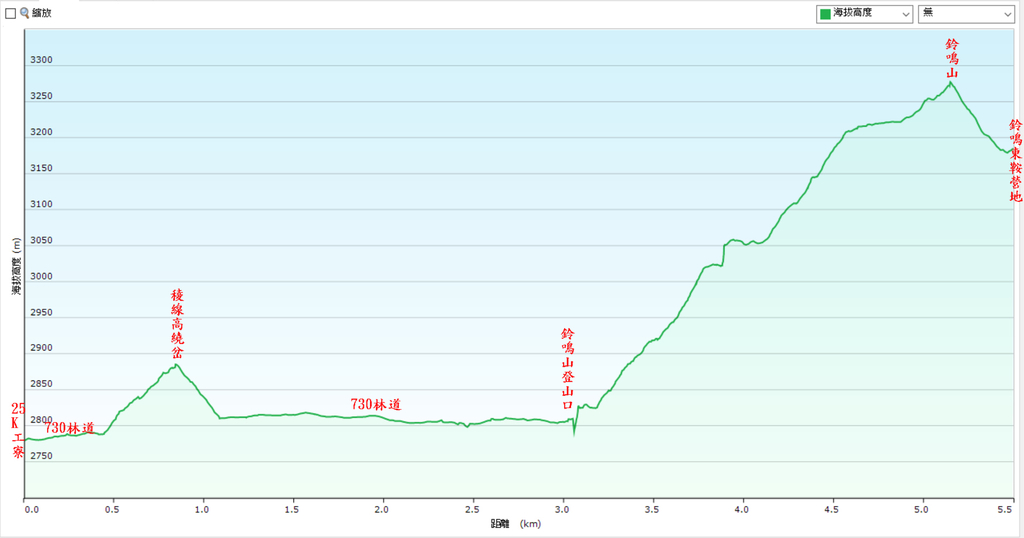 縮放
海拔高度
無
3300
3250
3200
3150
3100
3050
3000
2950
2900
2850
2800
2750
海拔高度 (m)
鈴鳴山
鈴鳴東鞍營地
稜線高繞岔
鈴鳴山登山口
25K工寮
730林道
730林道
0.0 0.5 1.0 1.5 2.0 2.5 3.0 3.5 4.0 4.5 5.0 5.5
距離 (km)